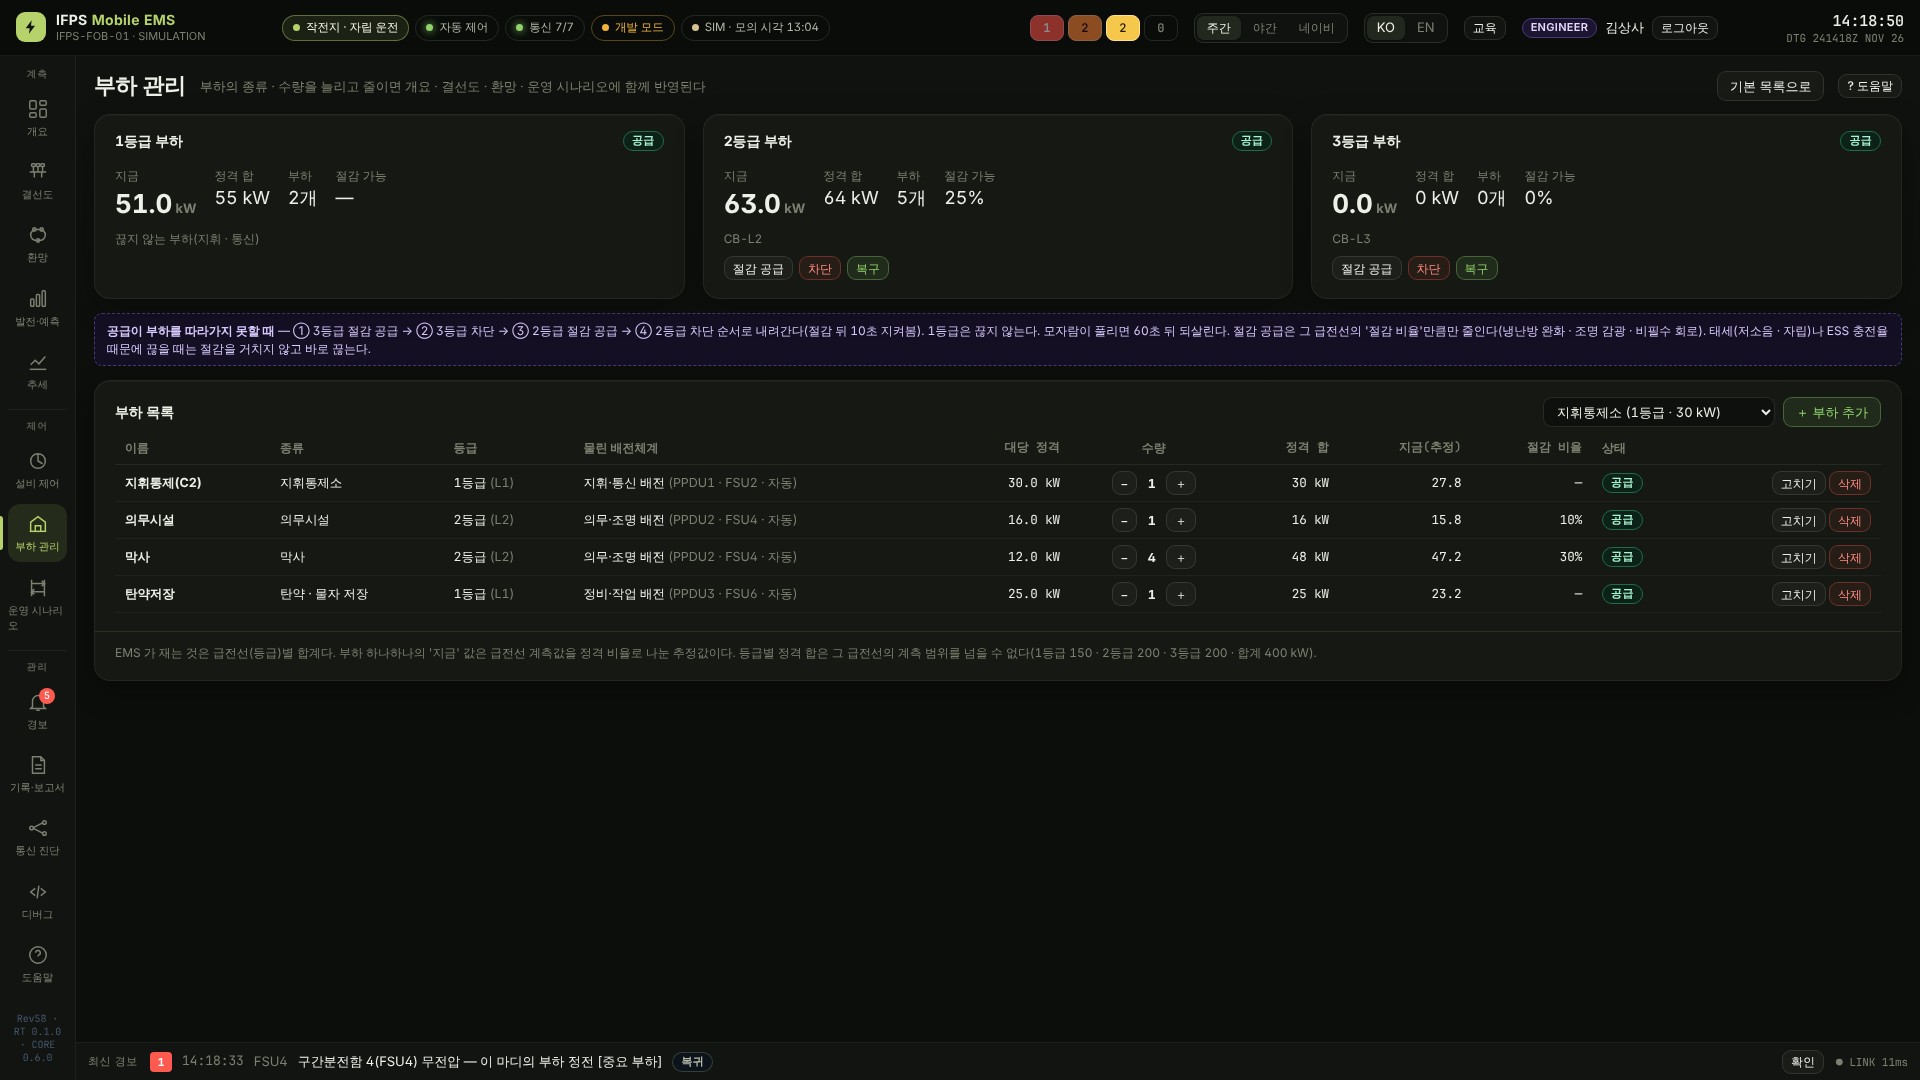 IFPS Mobile EMS
IFPS-FOB-01 · SIMULATION
작전지 · 자립 운전
자동 제어
통신 7/7
개발 모드
SIM · 모의 시각 13:04
1
2
2
0
주간
야간
네이비
KO
EN
교육
ENGINEER
김상사
로그아웃
14:18:50
DTG 241418Z NOV 26
계측
개요
결선도
환망
발전·예측
추세
제어
설비 제어
부하 관리
운영 시나리
오
관리
5
경보
기록·보고서
통신 진단
디버그
도움말
RevSB ·
RT 0.1.0
· CORE
0.6.0
부하 관리
부하의 종류 · 수량을 늘리고 줄이면 개요 · 결선도 · 환망 · 운영 시나리오에 함께 반영된다
기본 목록으로
? 도움말
1등급 부하
공급
지금
정격 합
부하
절감 가능
51.0 kW
55 kW
2개
—
끊지 않는 부하(지휘 · 통신)
2등급 부하
공급
지금
정격 합
부하
절감 가능
63.0 kW
64 kW
5개
25%
CB-L2
절감 공급
차단
복구
3등급 부하
공급
지금
정격 합
부하
절감 가능
0.0 kW
0 kW
0개
0%
CB-L3
절감 공급
차단
복구
공급이 부하를 따라가지 못할 때 — ① 3등급 절감 공급 → ② 3등급 차단 → ③ 2등급 절감 공급 → ④ 2등급 차단 순서로 내려간다(절감 뒤 10초 지켜봄). 1등급은 끊지 않는다. 모자람이 풀리면 60초 뒤 되살린다. 절감 공급은 그 급전선의 '절감 비율'만큼만 줄인다(냉난방 완화 · 조명 감광 · 비필수 회로). 태세(저소음 · 자립)나 ESS 충전율
때문에 끊을 때는 절감을 거치지 않고 바로 끊는다.
부하 목록
지휘통제소 (1등급 · 30 kW)
+ 부하 추가
이름 종류 등급 물린 배전체계 대당 정격 수량 정격 합 지금(추정) 절감 비율 상태
지휘통제(C2) 지휘통제소 1등급 (L1) 지휘·통신 배전 (PPDU1 · FSU2 · 자동) 30.0 kW − 1 + 30 kW 27.8 — 공급 고치기 삭제
의무시설 의무시설 2등급 (L2) 의무·조명 배전 (PPDU2 · FSU4 · 자동) 16.0 kW − 1 + 16 kW 15.8 10% 공급 고치기 삭제
막사 막사 2등급 (L2) 의무·조명 배전 (PPDU2 · FSU4 · 자동) 12.0 kW − 4 + 48 kW 47.2 30% 공급 고치기 삭제
탄약저장 탄약 · 물자 저장 1등급 (L1) 정비·작업 배전 (PPDU3 · FSU6 · 자동) 25.0 kW − 1 + 25 kW 23.2 — 공급 고치기 삭제
EMS 가 재는 것은 급전선(등급)별 합계다. 부하 하나하나의 '지금' 값은 급전선 계측값을 정격 비율로 나눈 추정값이다. 등급별 정격 합은 그 급전선의 계측 범위를 넘을 수 없다(1등급 150 · 2등급 200 · 3등급 200 · 합계 400 kW).
최신 경보
1
14:18:33
FSU4
구간분전함 4(FSU4) 무전압 — 이 마디의 부하 정전 [중요 부하]
복귀
확인
LINK 11ms